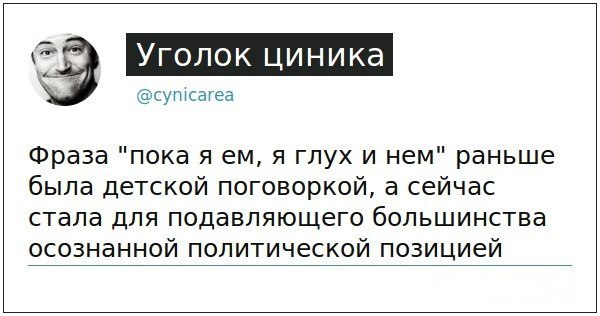 Уголок циника
@cynicarea
Фраза "пока я ем, я глух и нем" раньше
была детской поговоркой, а сейчас
стала для подавляющего большинства
осознанной политической позицией